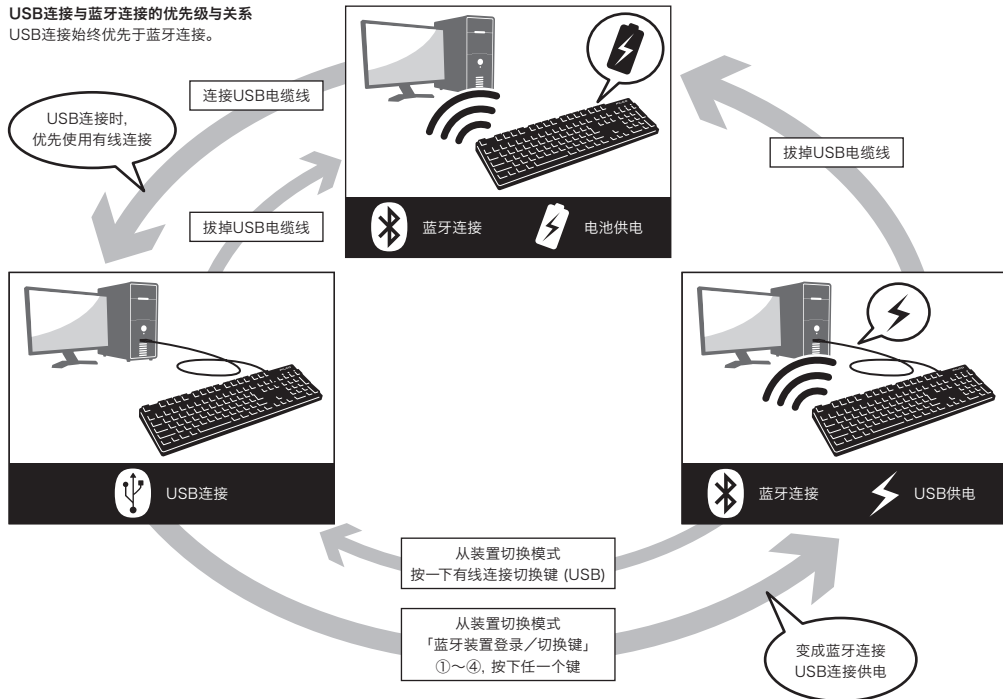 USB连接与蓝牙连接的优先级与关系
USB连接始终优先于蓝牙连接。
连接USB电缆线
USB连接时,
优先使用有线连接
拔掉USB电缆线
拔掉USB电缆线
蓝牙连接
电池供电
USB连接
蓝牙连接
USB供电
从装置切换模式
按一下有线连接切换键 (USB)
从装置切换模式
「蓝牙装置登录／切换键」
①～④, 按下任一个键
变成蓝牙连接
USB连接供电